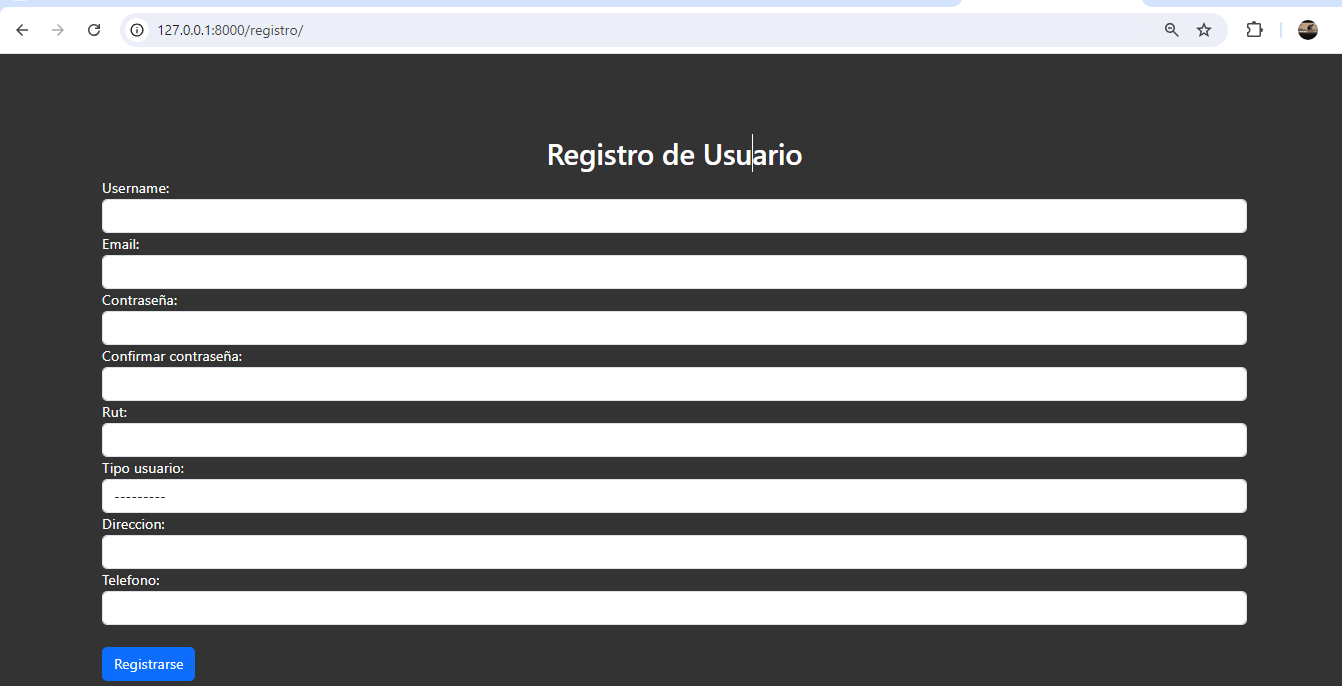 127.0.0.1:8000/registro/
Registro de Usuario
Username:
Email:
Contraseña:
Confirmar contraseña:
Rut:
Tipo usuario:
---------
Direccion:
Telefono:
Registrarse